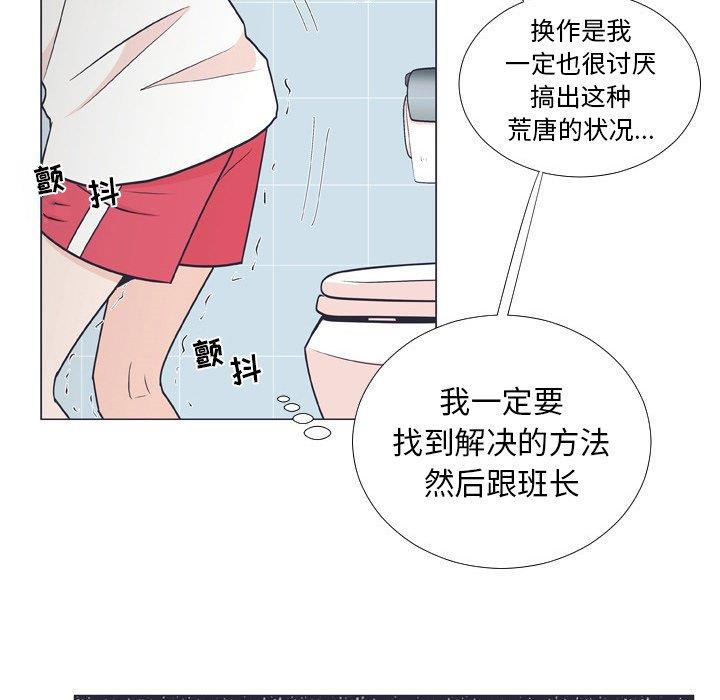 换作是我
一定也很讨厌
搞出这种
荒唐的状况...
颤抖
颤抖
我一定要
找到解决的方法
然后跟班长